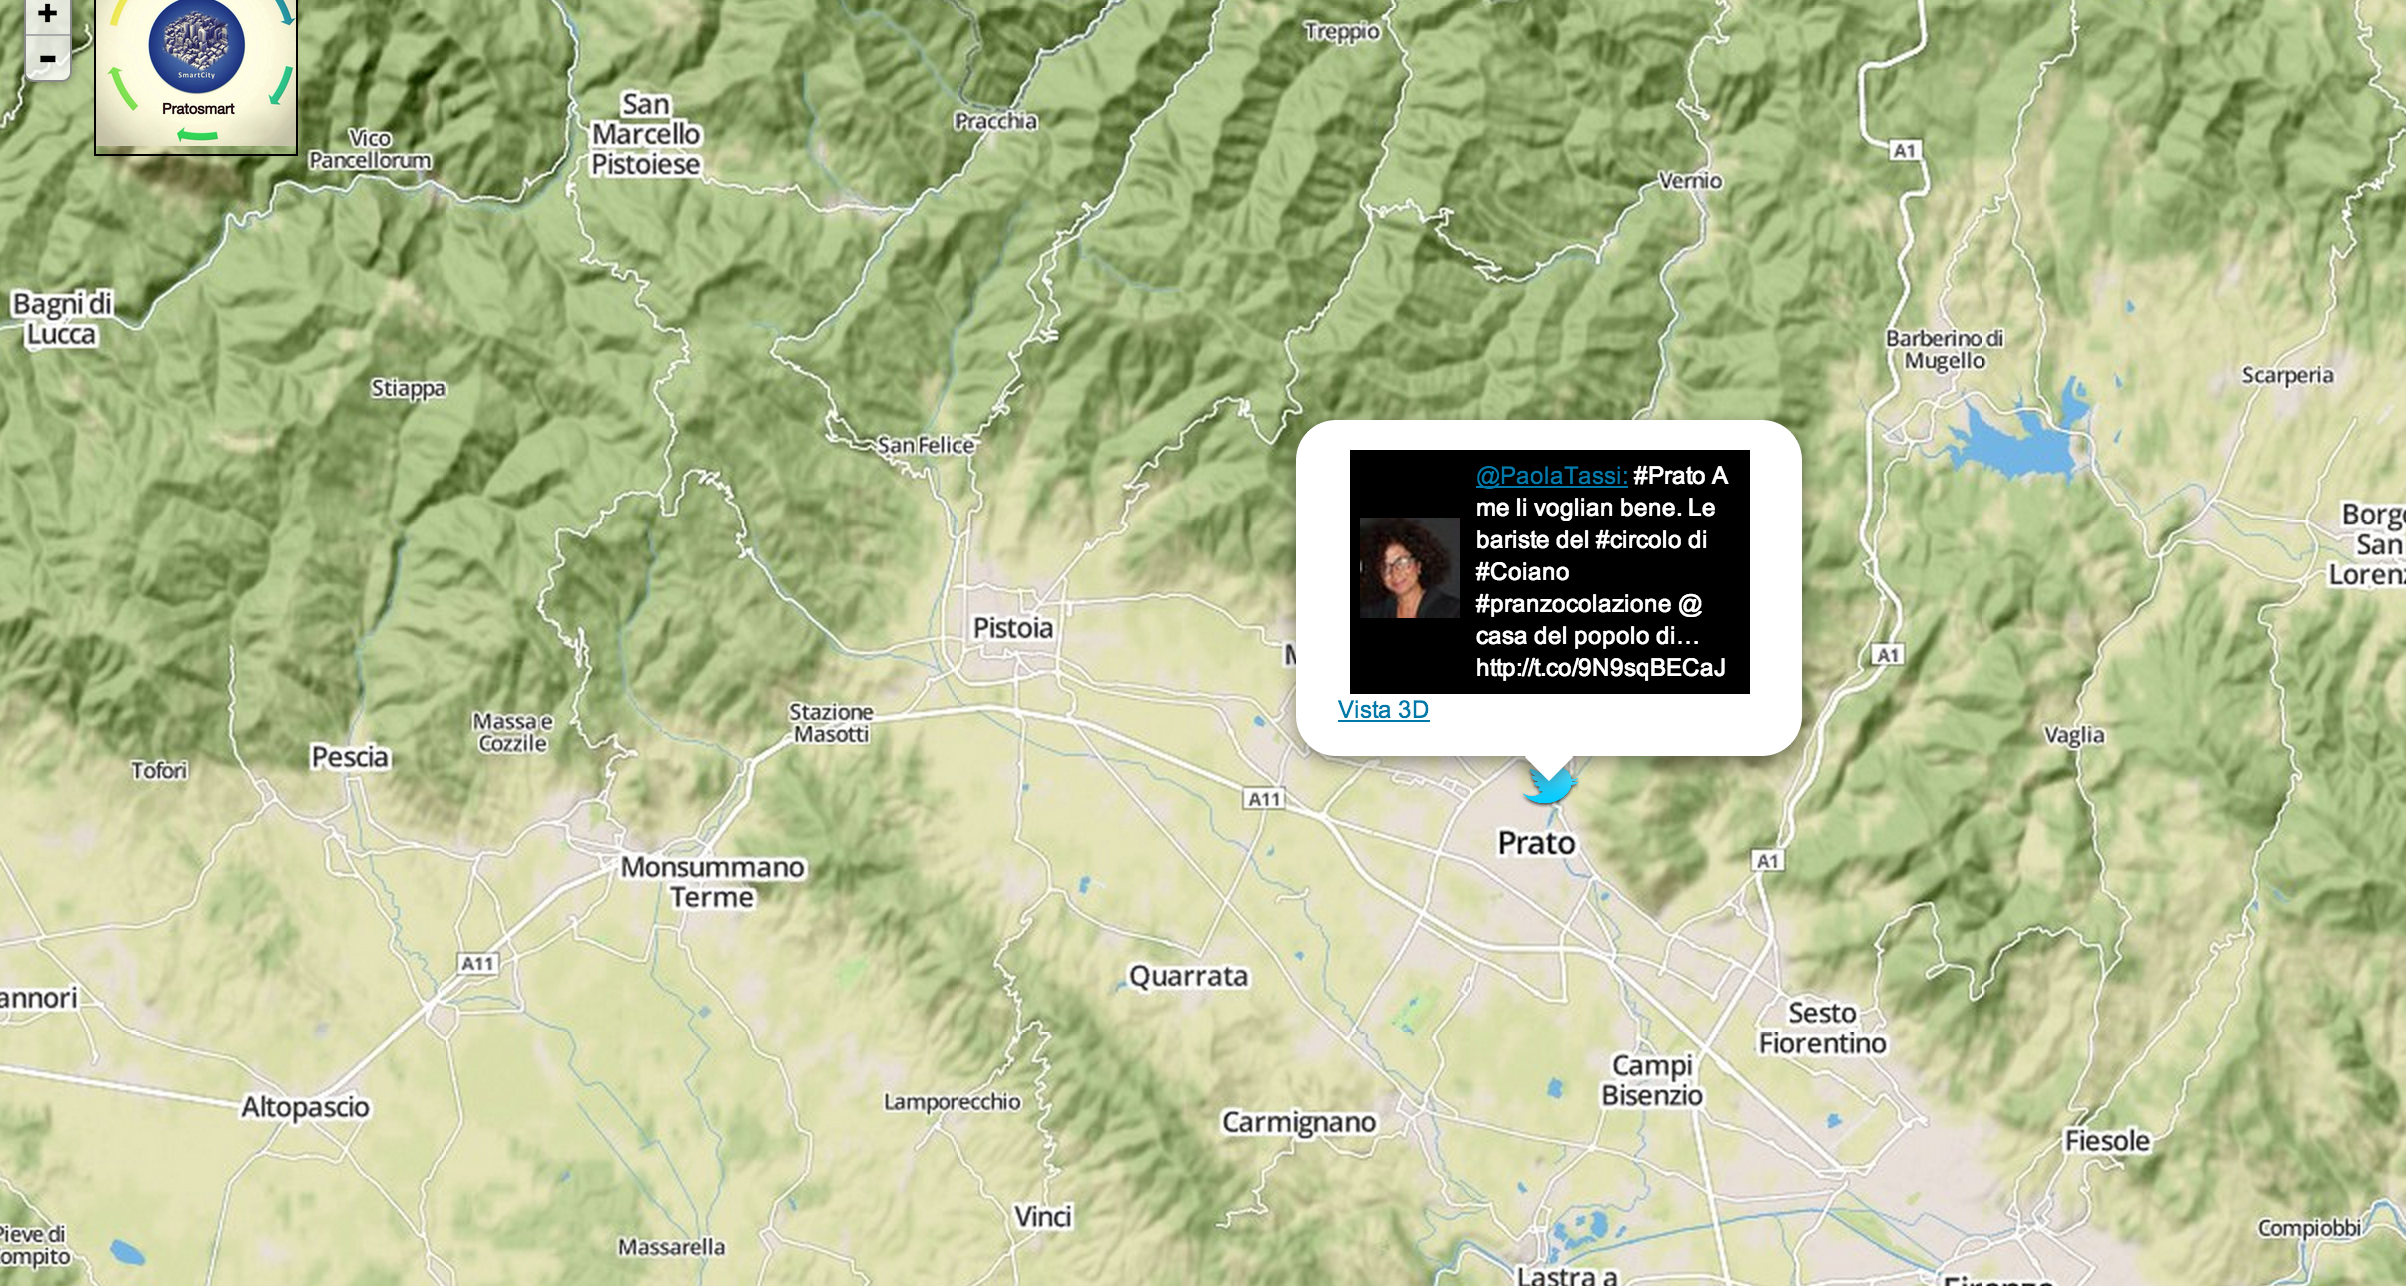 +
-
SmartCity
Pratosmart
Treppio
San
Marcello
Pistoiese
Pracchia
Vico
Pancellorum
A1
Vernio
Bagni di
Lucca
Barberino di
Mugello
Scarperia
Stiappa
San Felice
@PaolaTassi: #Prato A
me li voglian bene. Le
bariste del #circolo di
#Coiano
#pranzocolazione @
casa del popolo di...
http://t.co/9N9sqBECaJ
Vista 3D
Borgo
San
Lorenz
Pistoia
M
A1
Stazione
Masotti
Massa e
Cozzile
Pescia
Tofori
Vaglia
A11
Prato
A1
Monsummano
Terme
A11
Quarrata
annori
Sesto
Fiorentino
Campi
Bisenzio
Altopascio
Lamporecchio
Carmignano
Fiesole
Vinci
Pieve di
ompito
Massarella
Compiobbi
Lastra a
Firenze